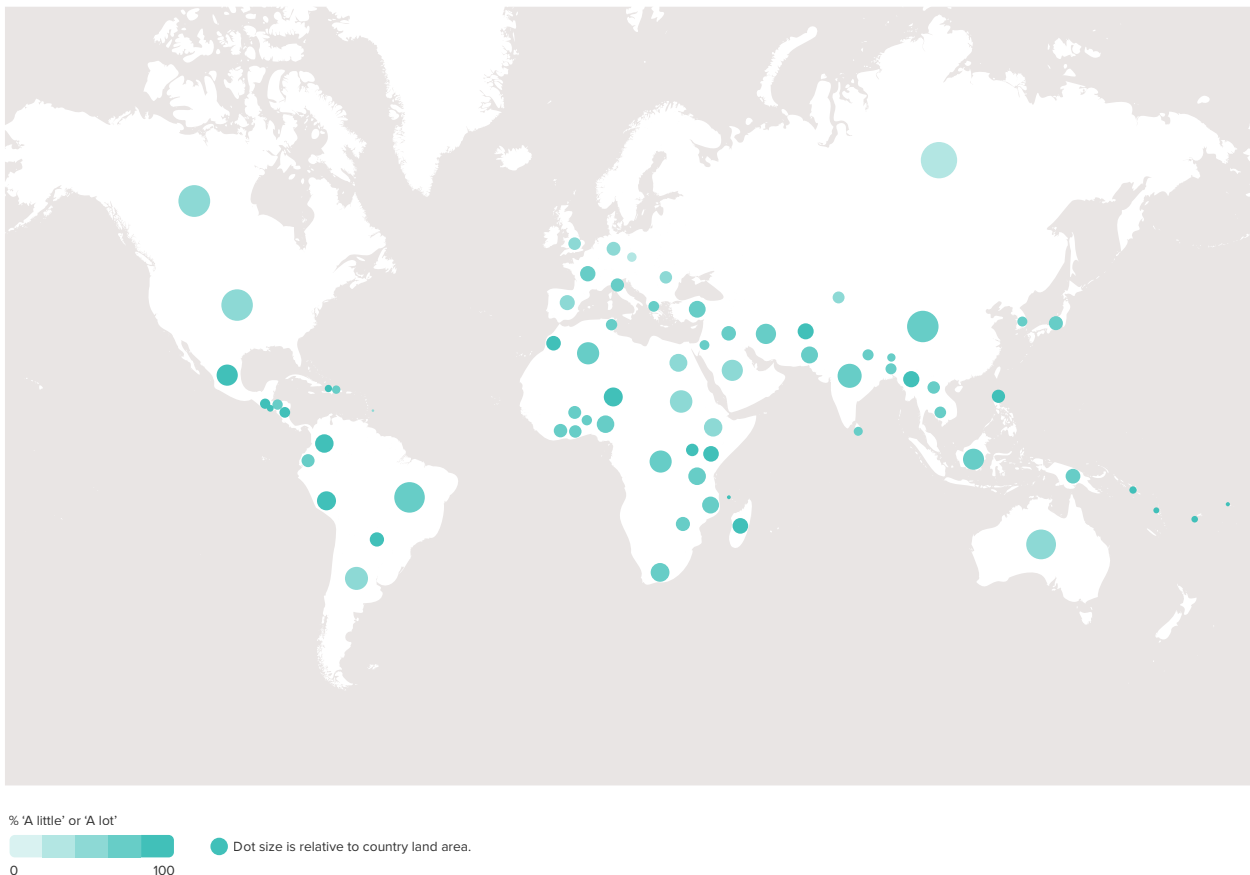 % ‘A little’ or ‘A lot’
Dot size is relative to country land area.
0 100